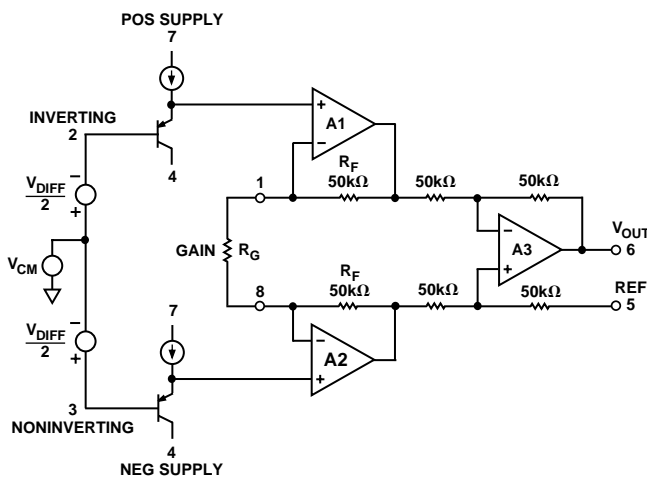 POS SUPPLY
7
INVERTING
2
4
A1
+
−
R_F
50kΩ
50kΩ
50kΩ
1
V_DIFF
2
−
+
V_CM
GAIN
R_G
−
A3
+
V_OUT
6
REF
5
8
R_F
50kΩ
50kΩ
50kΩ
V_DIFF
2
−
+
7
−
A2
+
3
NONINVERTING
4
NEG SUPPLY